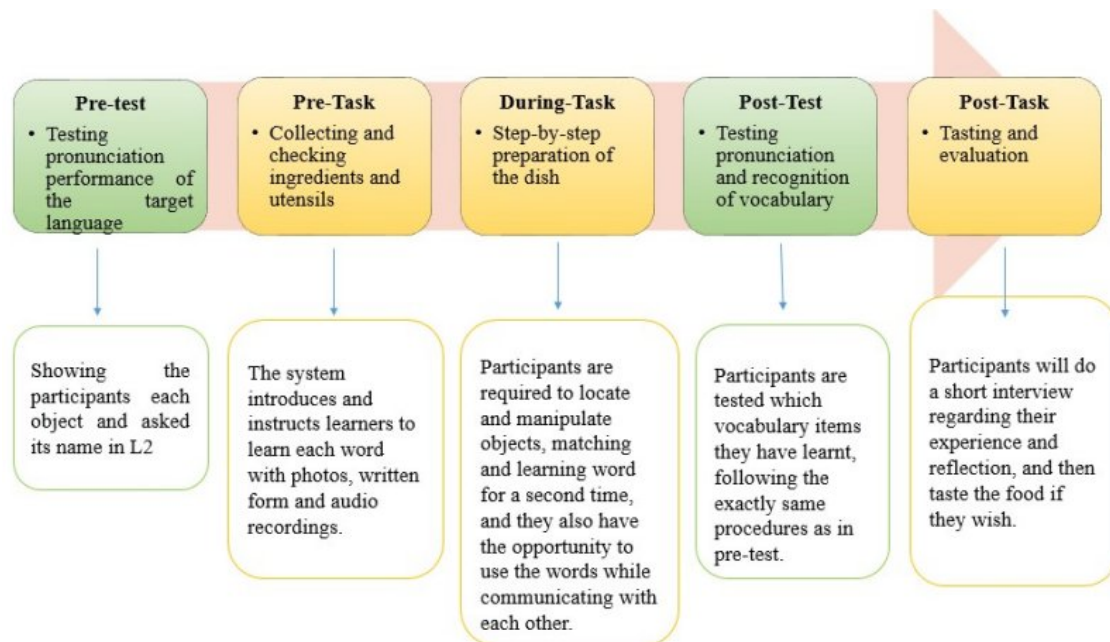 Pre-test
• Testing
pronunciation
performance of
the target
language
Pre-Task
• Collecting and
checking
ingredients and
utensils
During-Task
• Step-by-step
preparation of
the dish
Post-Test
• Testing
pronunciation
and recognition
of vocabulary
Post-Task
• Tasting and
evaluation
Showing the
participants each
object and asked
its name in L2
The system
introduces and
instructs learners to
learn each word
with photos, written
form and audio
recordings.
Participants are
required to locate
and manipulate
objects, matching
and learning word
for a second time,
and they also have
the opportunity to
use the words while
communicating with
each other.
Participants are
tested which
vocabulary items
they have learnt,
following the
exactly same
procedures as in
pre-test.
Participants will do
a short interview
regarding their
experience and
reflection, and then
taste the food if
they wish.